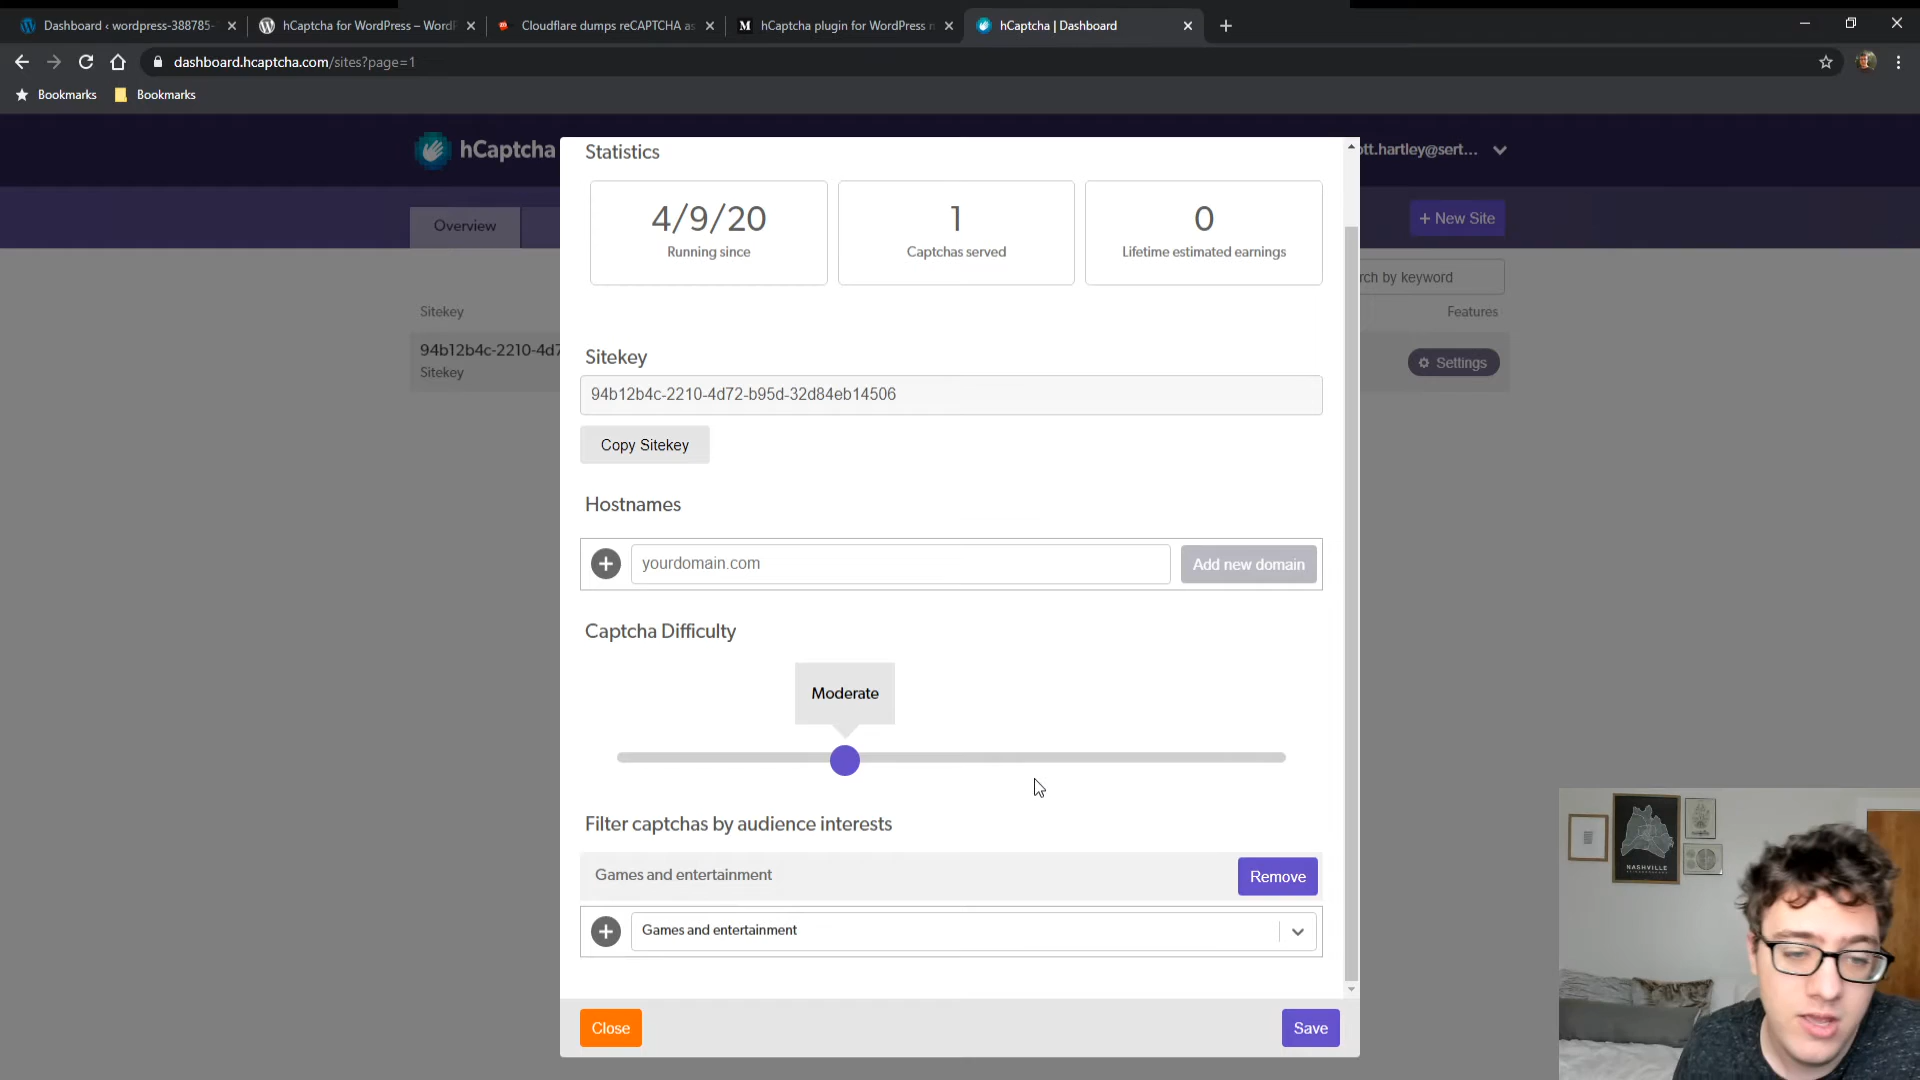 Dashboard ‹ wordpress-388785-
hCaptcha for WordPress – WordP
Cloudflare dumps reCAPTCHA as
hCaptcha plugin for WordPress n
hCaptcha | Dashboard
dashboard.hcaptcha.com/sites?page=1
Bookmarks
Bookmarks
hCaptcha
ott.hartley@sert...
Overview
+ New Site
rch by keyword
Sitekey
Features
94b12b4c-2210-4d7
Sitekey
Settings
Statistics
4/9/20
Running since
1
Captchas served
0
Lifetime estimated earnings
Sitekey
94b12b4c-2210-4d72-b95d-32d84eb14506
Copy Sitekey
Hostnames
yourdomain.com
Add new domain
Captcha Difficulty
Moderate
Filter captchas by audience interests
Games and entertainment
Remove
Games and entertainment
Close
Save
NASHVILLE